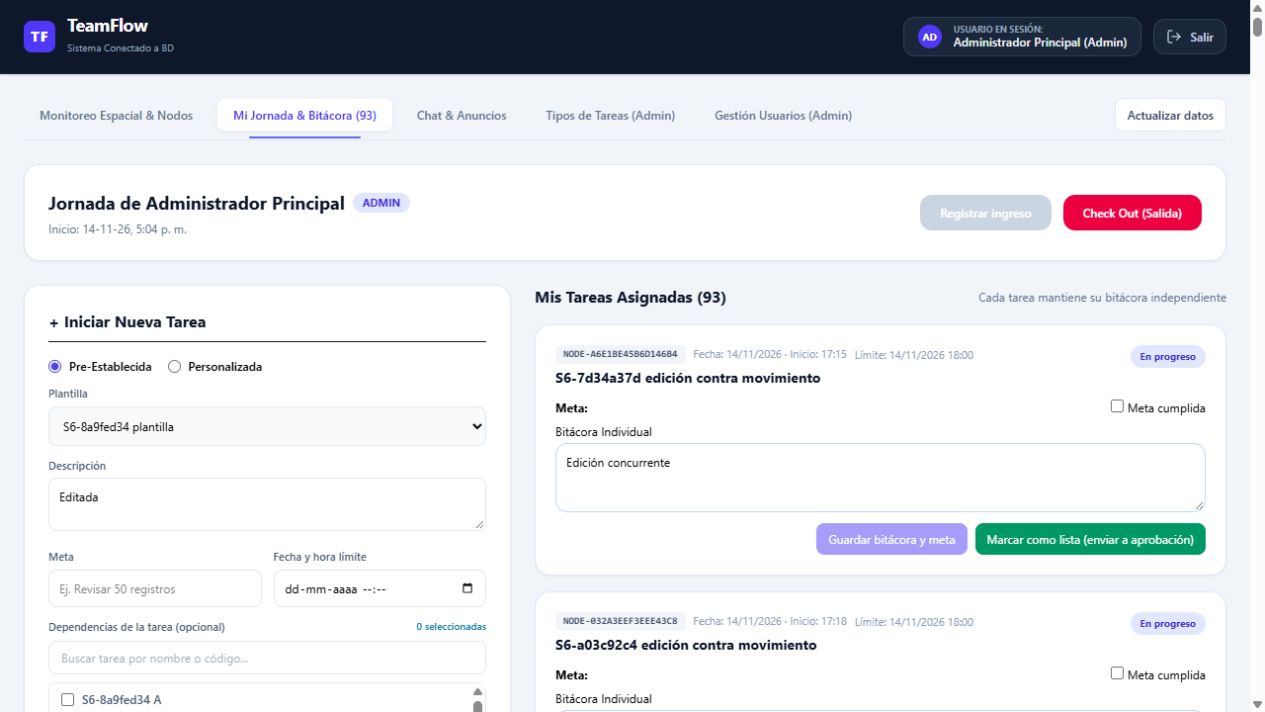 TF
TeamFlow
Sistema Conectado a BD
AD
USUARIO EN SESIÓN:
Administrador Principal (Admin)
Salir
Monitoreo Espacial & Nodos
Mi Jornada & Bitácora (93)
Chat & Anuncios
Tipos de Tareas (Admin)
Gestión Usuarios (Admin)
Actualizar datos
Jornada de Administrador Principal
ADMIN
Inicio: 14-11-26, 5:04 p. m.
Registrar ingreso
Check Out (Salida)
+ Iniciar Nueva Tarea
Pre-Establecida
Personalizada
Plantilla
S6-8a9fed34 plantilla
Descripción
Editada
Meta
Fecha y hora límite
Ej. Revisar 50 registros
dd-mm-aaaa --:--
Dependencias de la tarea (opcional)
0 seleccionadas
Buscar tarea por nombre o código...
S6-8a9fed34 A
Mis Tareas Asignadas (93)
Cada tarea mantiene su bitácora independiente
NODE-A6E1BE45B6D146B4
Fecha: 14/11/2026 · Inicio: 17:15
Límite: 14/11/2026 18:00
En progreso
S6-7d34a37d edición contra movimiento
Meta:
Meta cumplida
Bitácora Individual
Edición concurrente
Guardar bitácora y meta
Marcar como lista (enviar a aprobación)
NODE-032A3EEF3EEE43C8
Fecha: 14/11/2026 · Inicio: 17:18
Límite: 14/11/2026 18:00
En progreso
S6-a03c92c4 edición contra movimiento
Meta:
Meta cumplida
Bitácora Individual